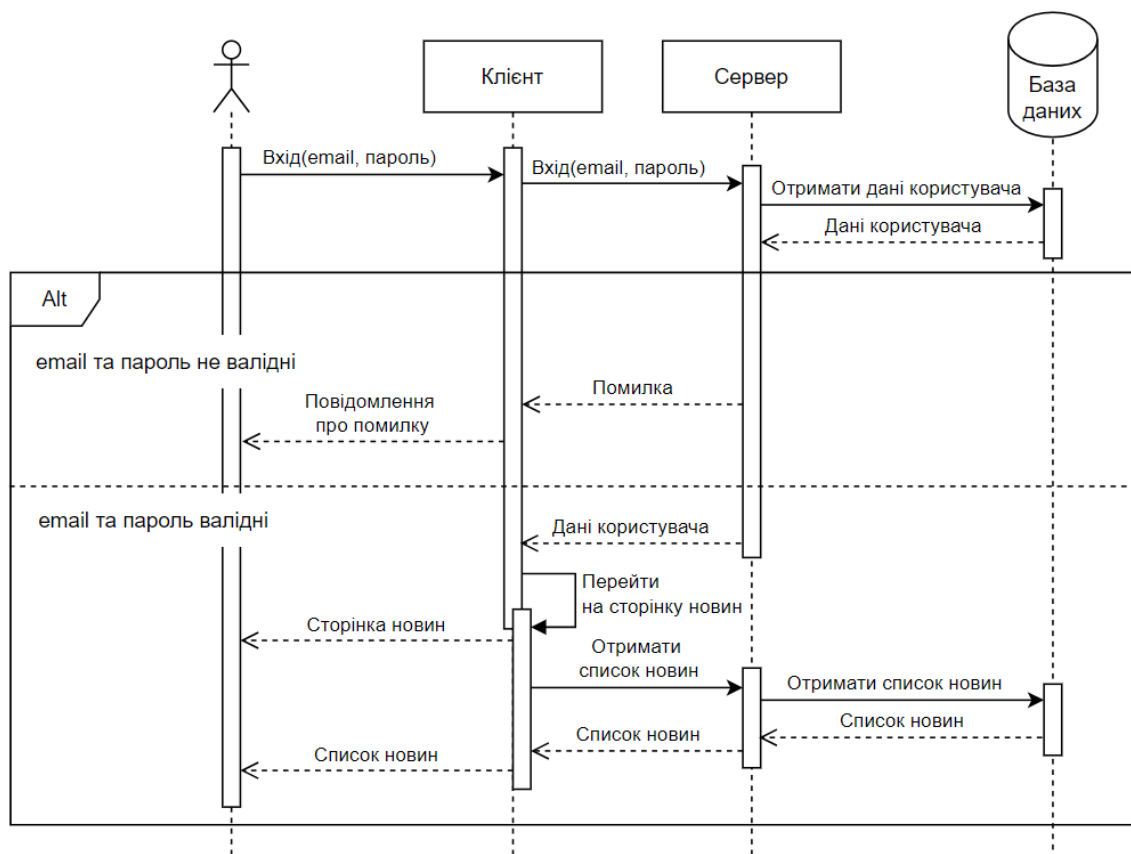 Клієнт
Сервер
База
даних
Вхід(email, пароль)
Вхід(email, пароль)
Отримати дані користувача
Дані користувача
Alt
email та пароль не валідні
Помилка
Повідомлення
про помилку
email та пароль валідні
Дані користувача
Перейти
на сторінку новин
Сторінка новин
Отримати
список новин
Отримати список новин
Список новин
Список новин
Список новин